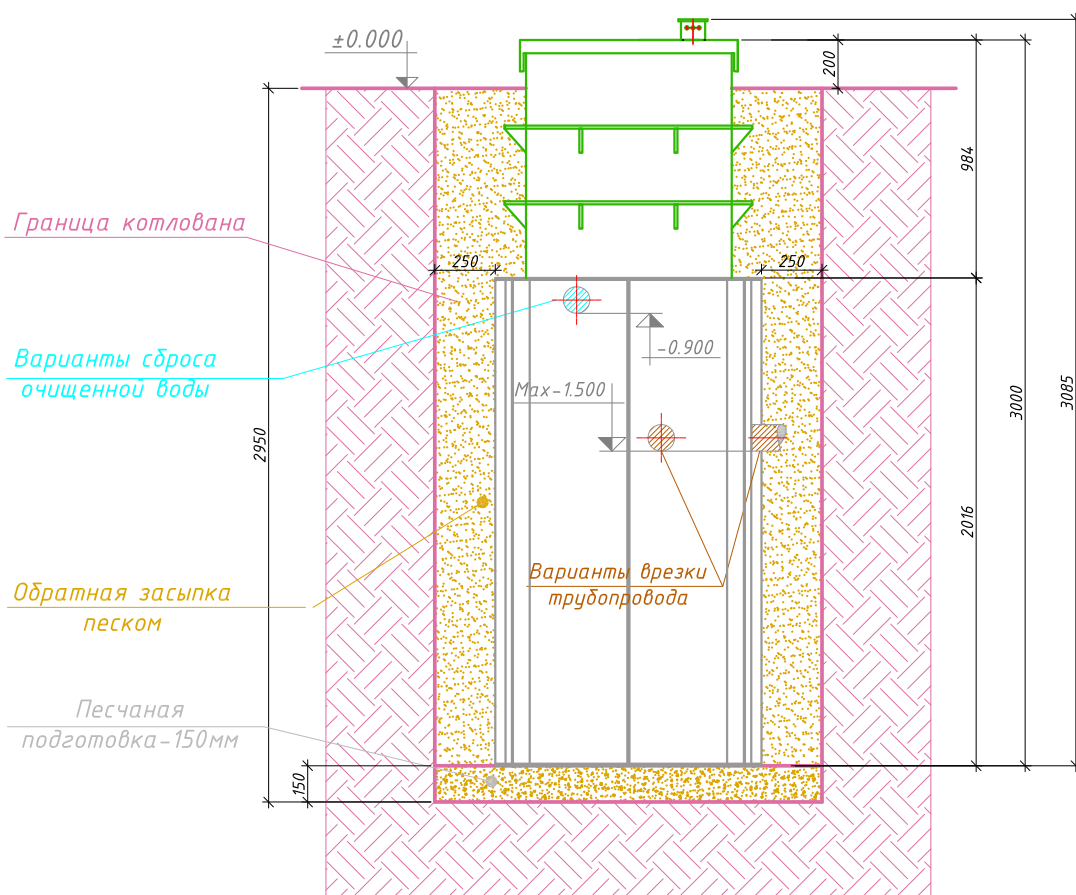 ±0.000
200
984
Граница котлована
250
250
Варианты сброса
очищенной воды
-0.900
Max-1.500
3000
3085
2950
2016
Варианты врезки
трубопровода
Обратная засыпка
песком
Песчаная
подготовка-150мм
150